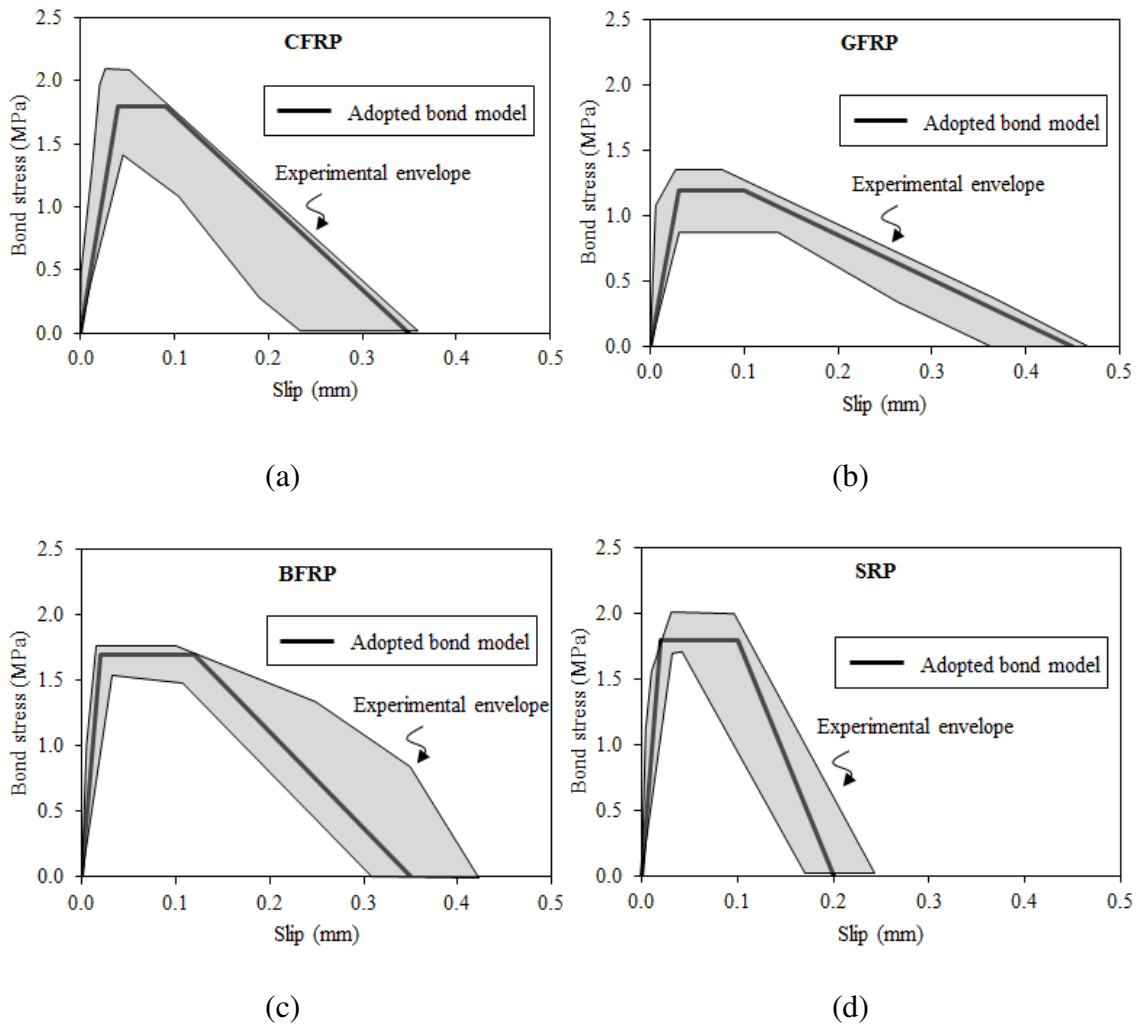 CFRP
Adopted bond model
Experimental envelope
Bond stress (MPa)
2.5
2.0
1.5
1.0
0.5
0.0
0.0 0.1 0.2 0.3 0.4 0.5
Slip (mm)
(a)
GFRP
Adopted bond model
Experimental envelope
Bond stress (MPa)
2.5
2.0
1.5
1.0
0.5
0.0
0.0 0.1 0.2 0.3 0.4 0.5
Slip (mm)
(b)
BFRP
Adopted bond model
Experimental envelope
Bond stress (MPa)
2.5
2.0
1.5
1.0
0.5
0.0
0.0 0.1 0.2 0.3 0.4 0.5
Slip (mm)
(c)
SRP
Adopted bond model
Experimental envelope
Bond stress (MPa)
2.5
2.0
1.5
1.0
0.5
0.0
0.0 0.1 0.2 0.3 0.4 0.5
Slip (mm)
(d)